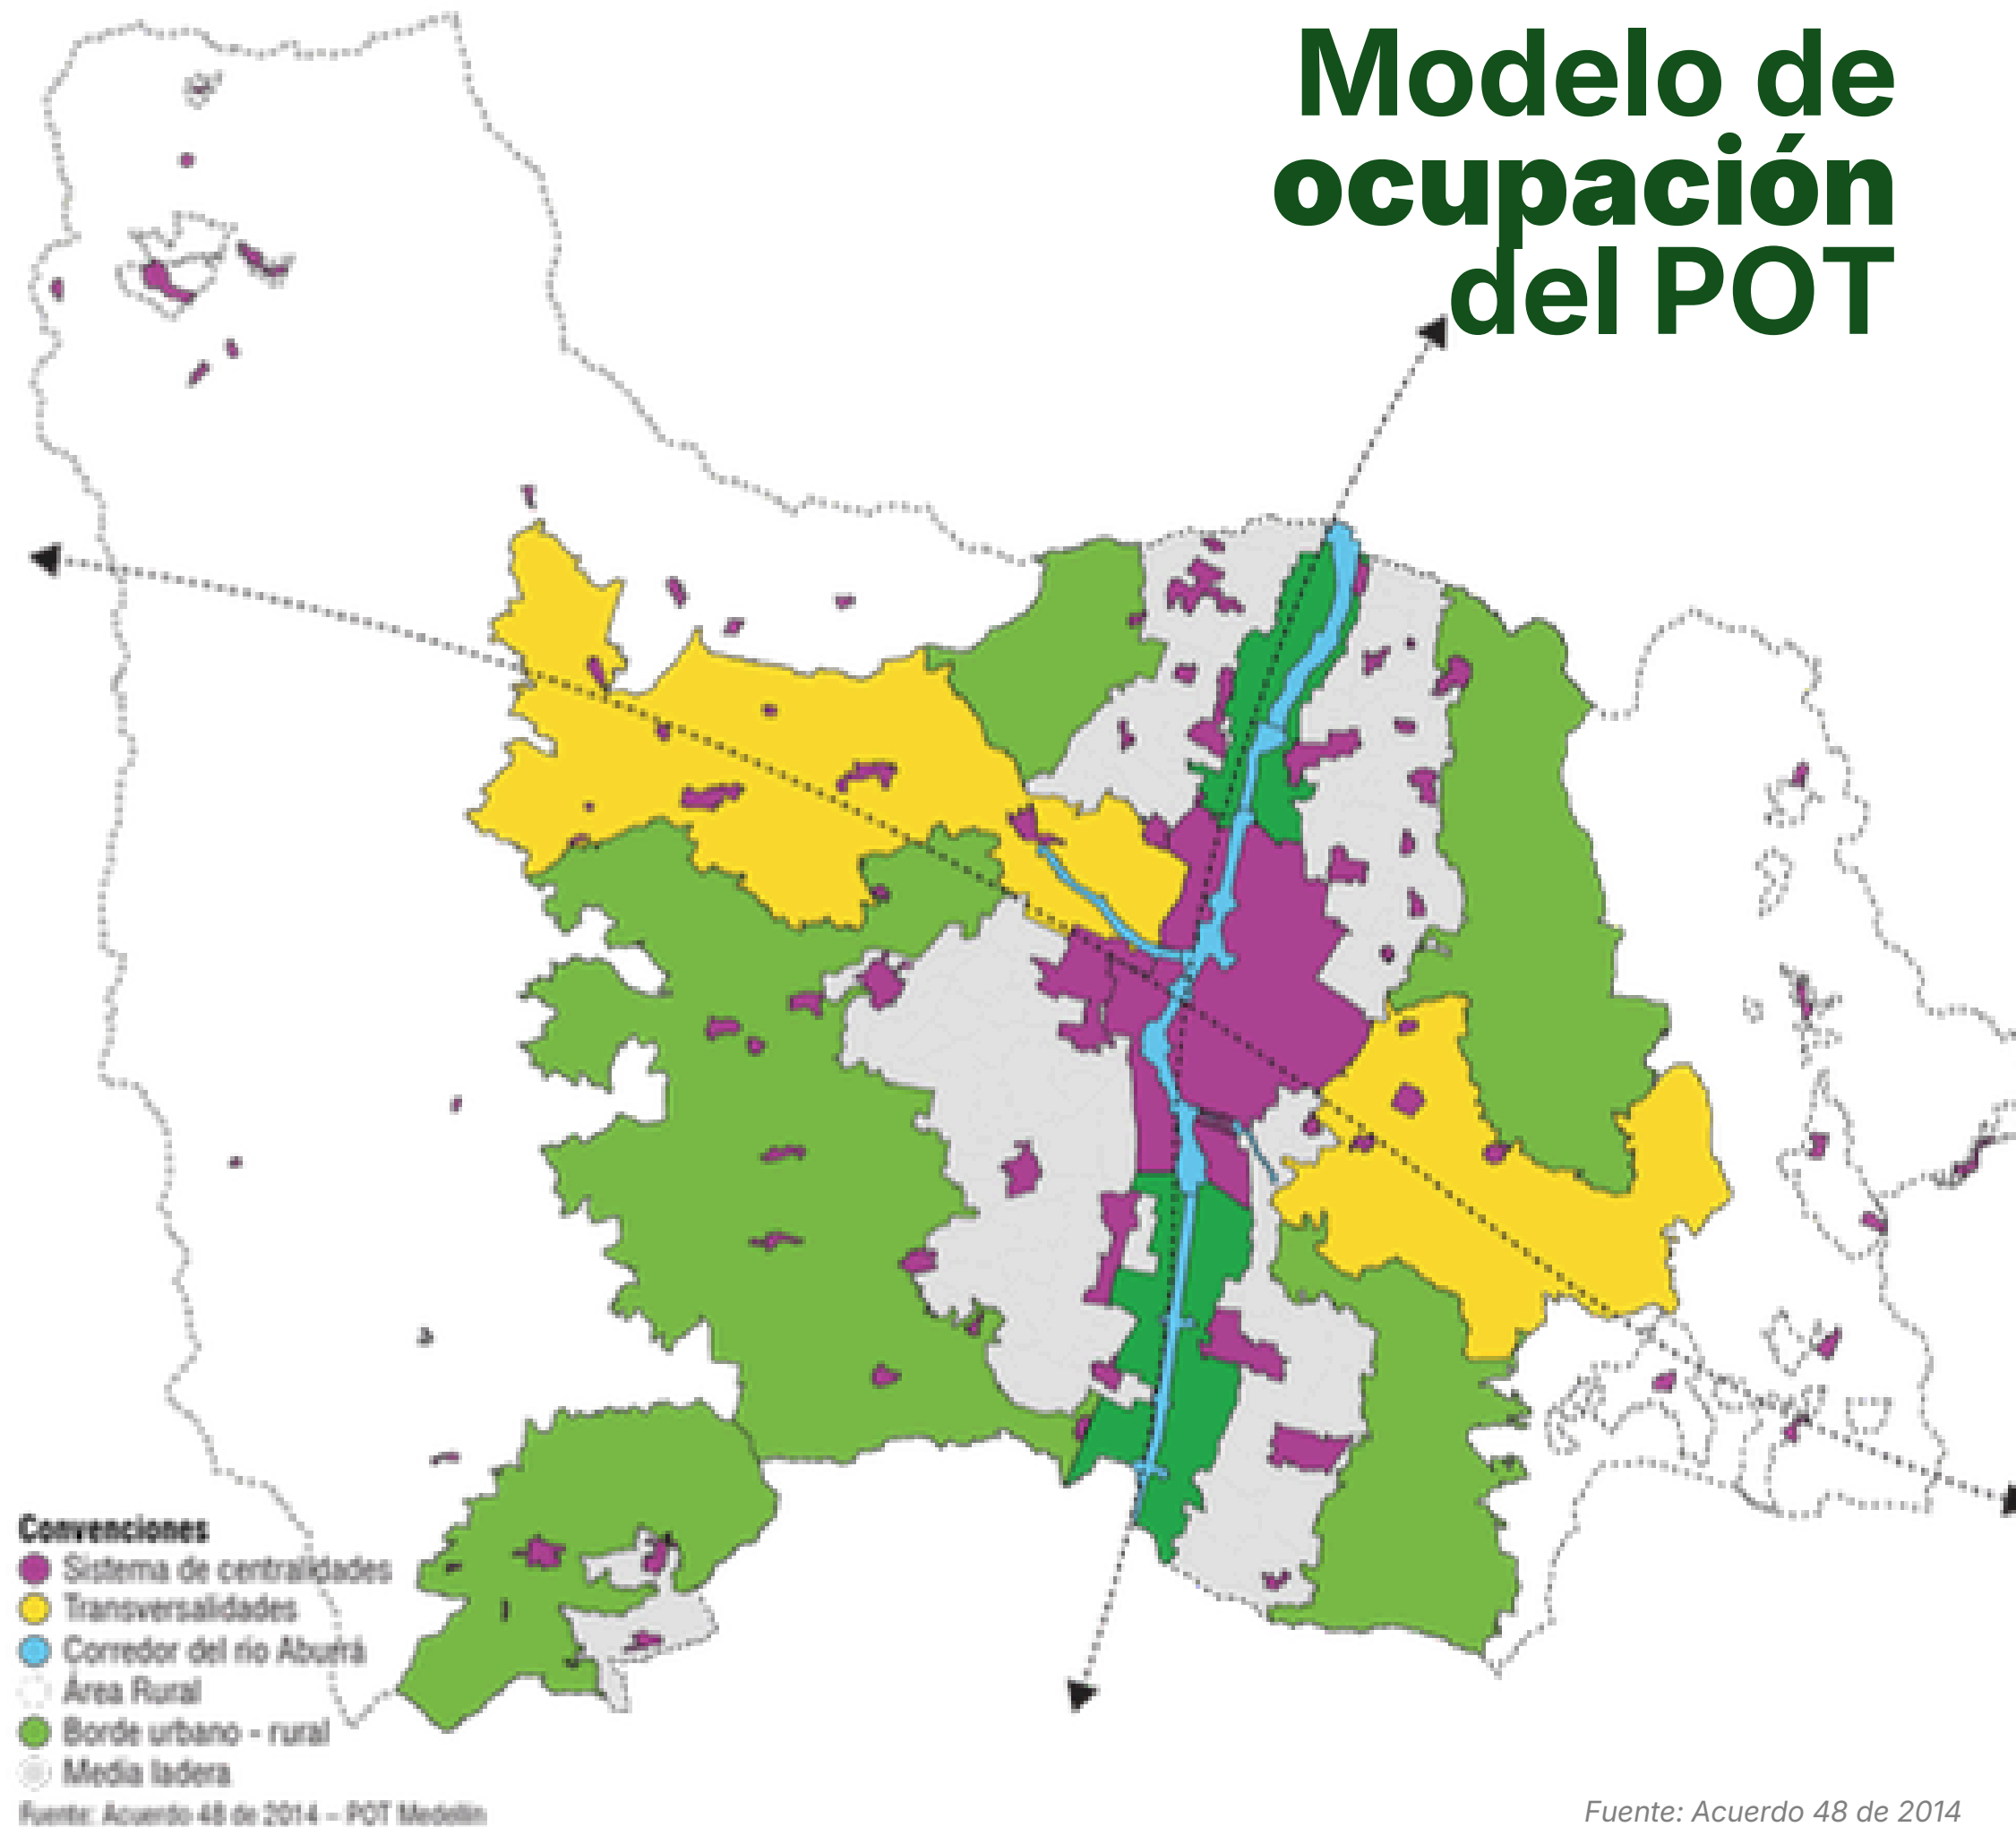 Modelo de
ocupación
del POT
Convenciones
Sistema de centralidades
Transversalidades
Corredor del río Aburrá
Área Rural
Borde urbano - rural
Media ladera
Fuente: Acuerdo 48 de 2014 – POT Medellín
Fuente: Acuerdo 48 de 2014